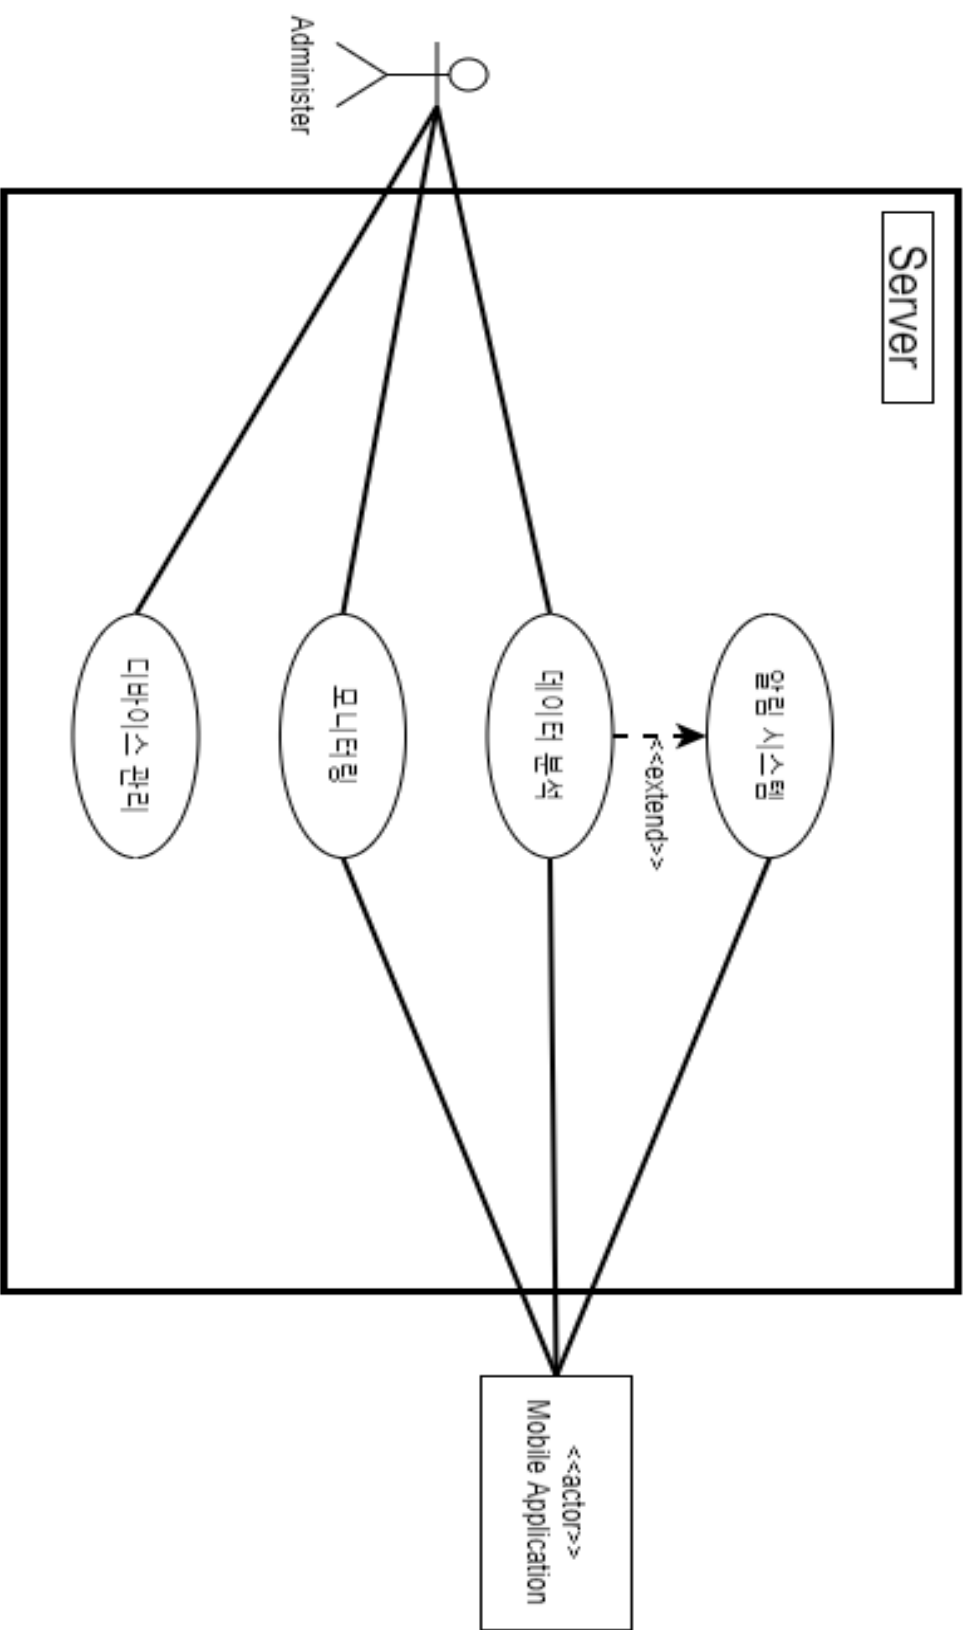 Server
Administer
알림 시스템
<<extend>>
데이터 분석
모니터링
디바이스 관리
<<actor>>
Mobile Application